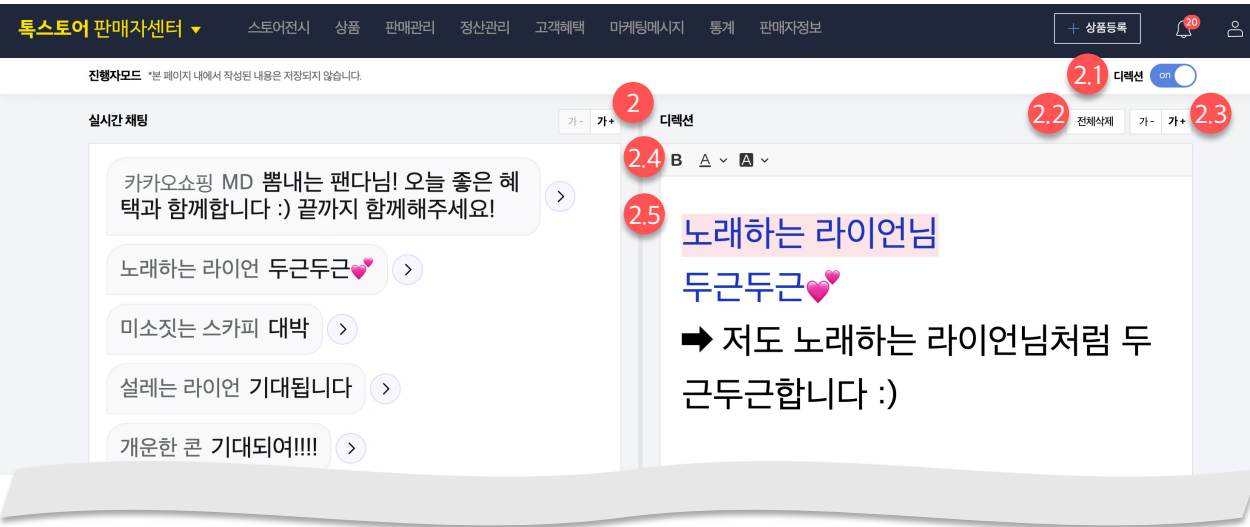 톡스토어 판매자센터 ▼ 스토어전시 상품 판매관리 정산관리 고객혜택 마케팅메시지 통계 판매자정보 + 상품등록 20
진행자모드 *본 페이지 내에서 작성된 내용은 저장되지 않습니다. 2.1 디렉션 on
실시간 채팅 가- 가+ 2 디렉션 2.2 전체삭제 가- 가+ 2.3
2.4 B A A
카카오쇼핑 MD 뽐내는 팬다님! 오늘 좋은 혜
택과 함께합니다 :) 끝까지 함께해주세요!
노래하는 라이언 두근두근💕
미소짓는 스카피 대박
설레는 라이언 기대됩니다
개운한 콘 기대되여!!!!
2.5
노래하는 라이언님
두근두근💕
➡ 저도 노래하는 라이언님처럼 두
근두근합니다 :)